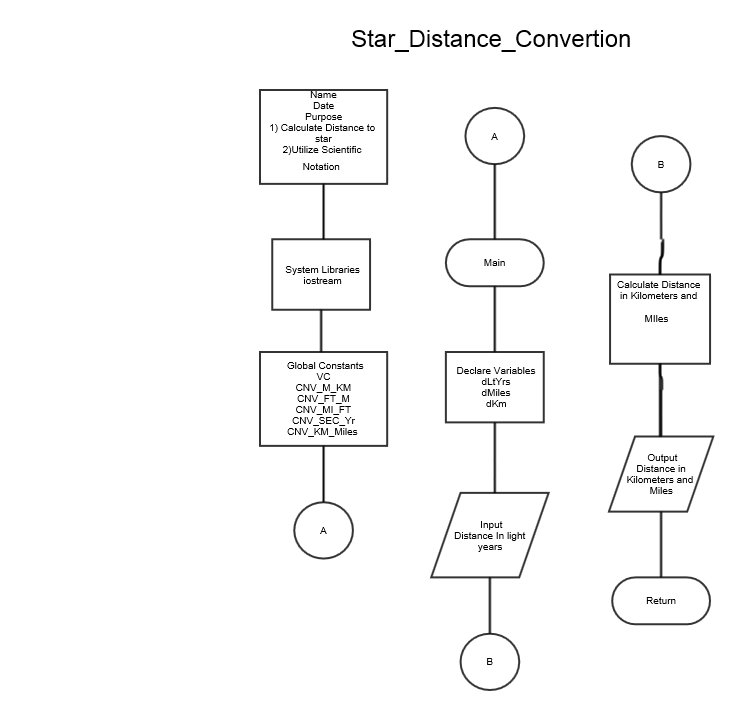 Star_Distance_Convertion
Name
Date
Purpose
1) Calculate Distance to
star
2)Utilize Scientific
Notation
System Libraries
iostream
Global Constants
VC
CNV_M_KM
CNV_FT_M
CNV_MI_FT
CNV_SEC_Yr
CNV_KM_Miles
A
A
Main
Declare Variables
dLtYrs
dMiles
dKm
Input
Distance In light
years
B
B
Calculate Distance
in Kilometers and
MIles
Output
Distance in
Kilometers and
Miles
Return